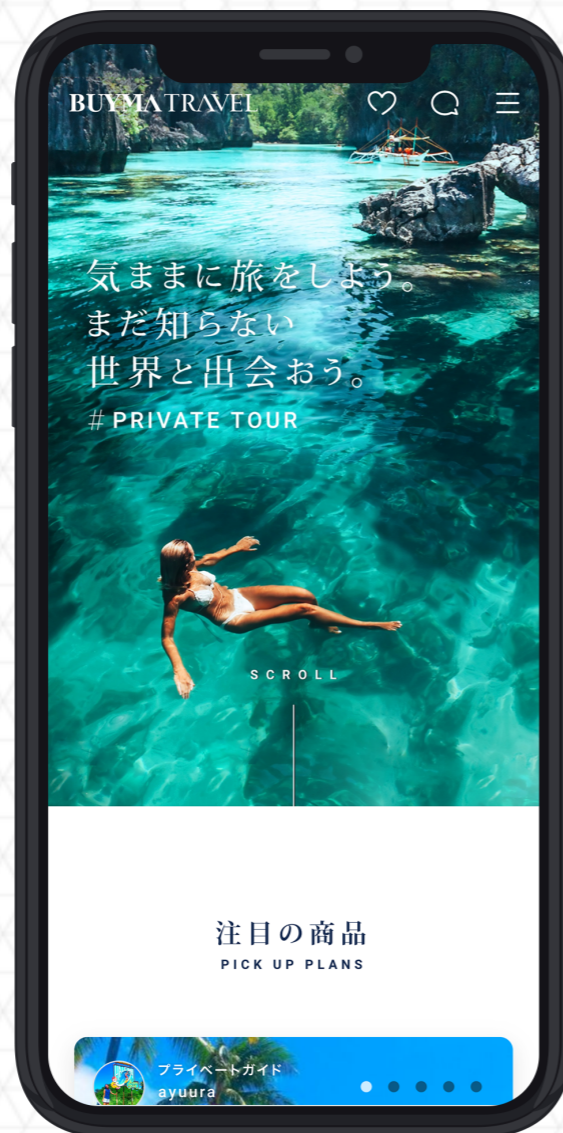 BUYMA TRAVEL
気ままに旅をしよう。
まだ知らない
世界と出会おう。
#PRIVATE TOUR
SCROLL
注目の商品
PICK UP PLANS
プライベートガイド
ayuura